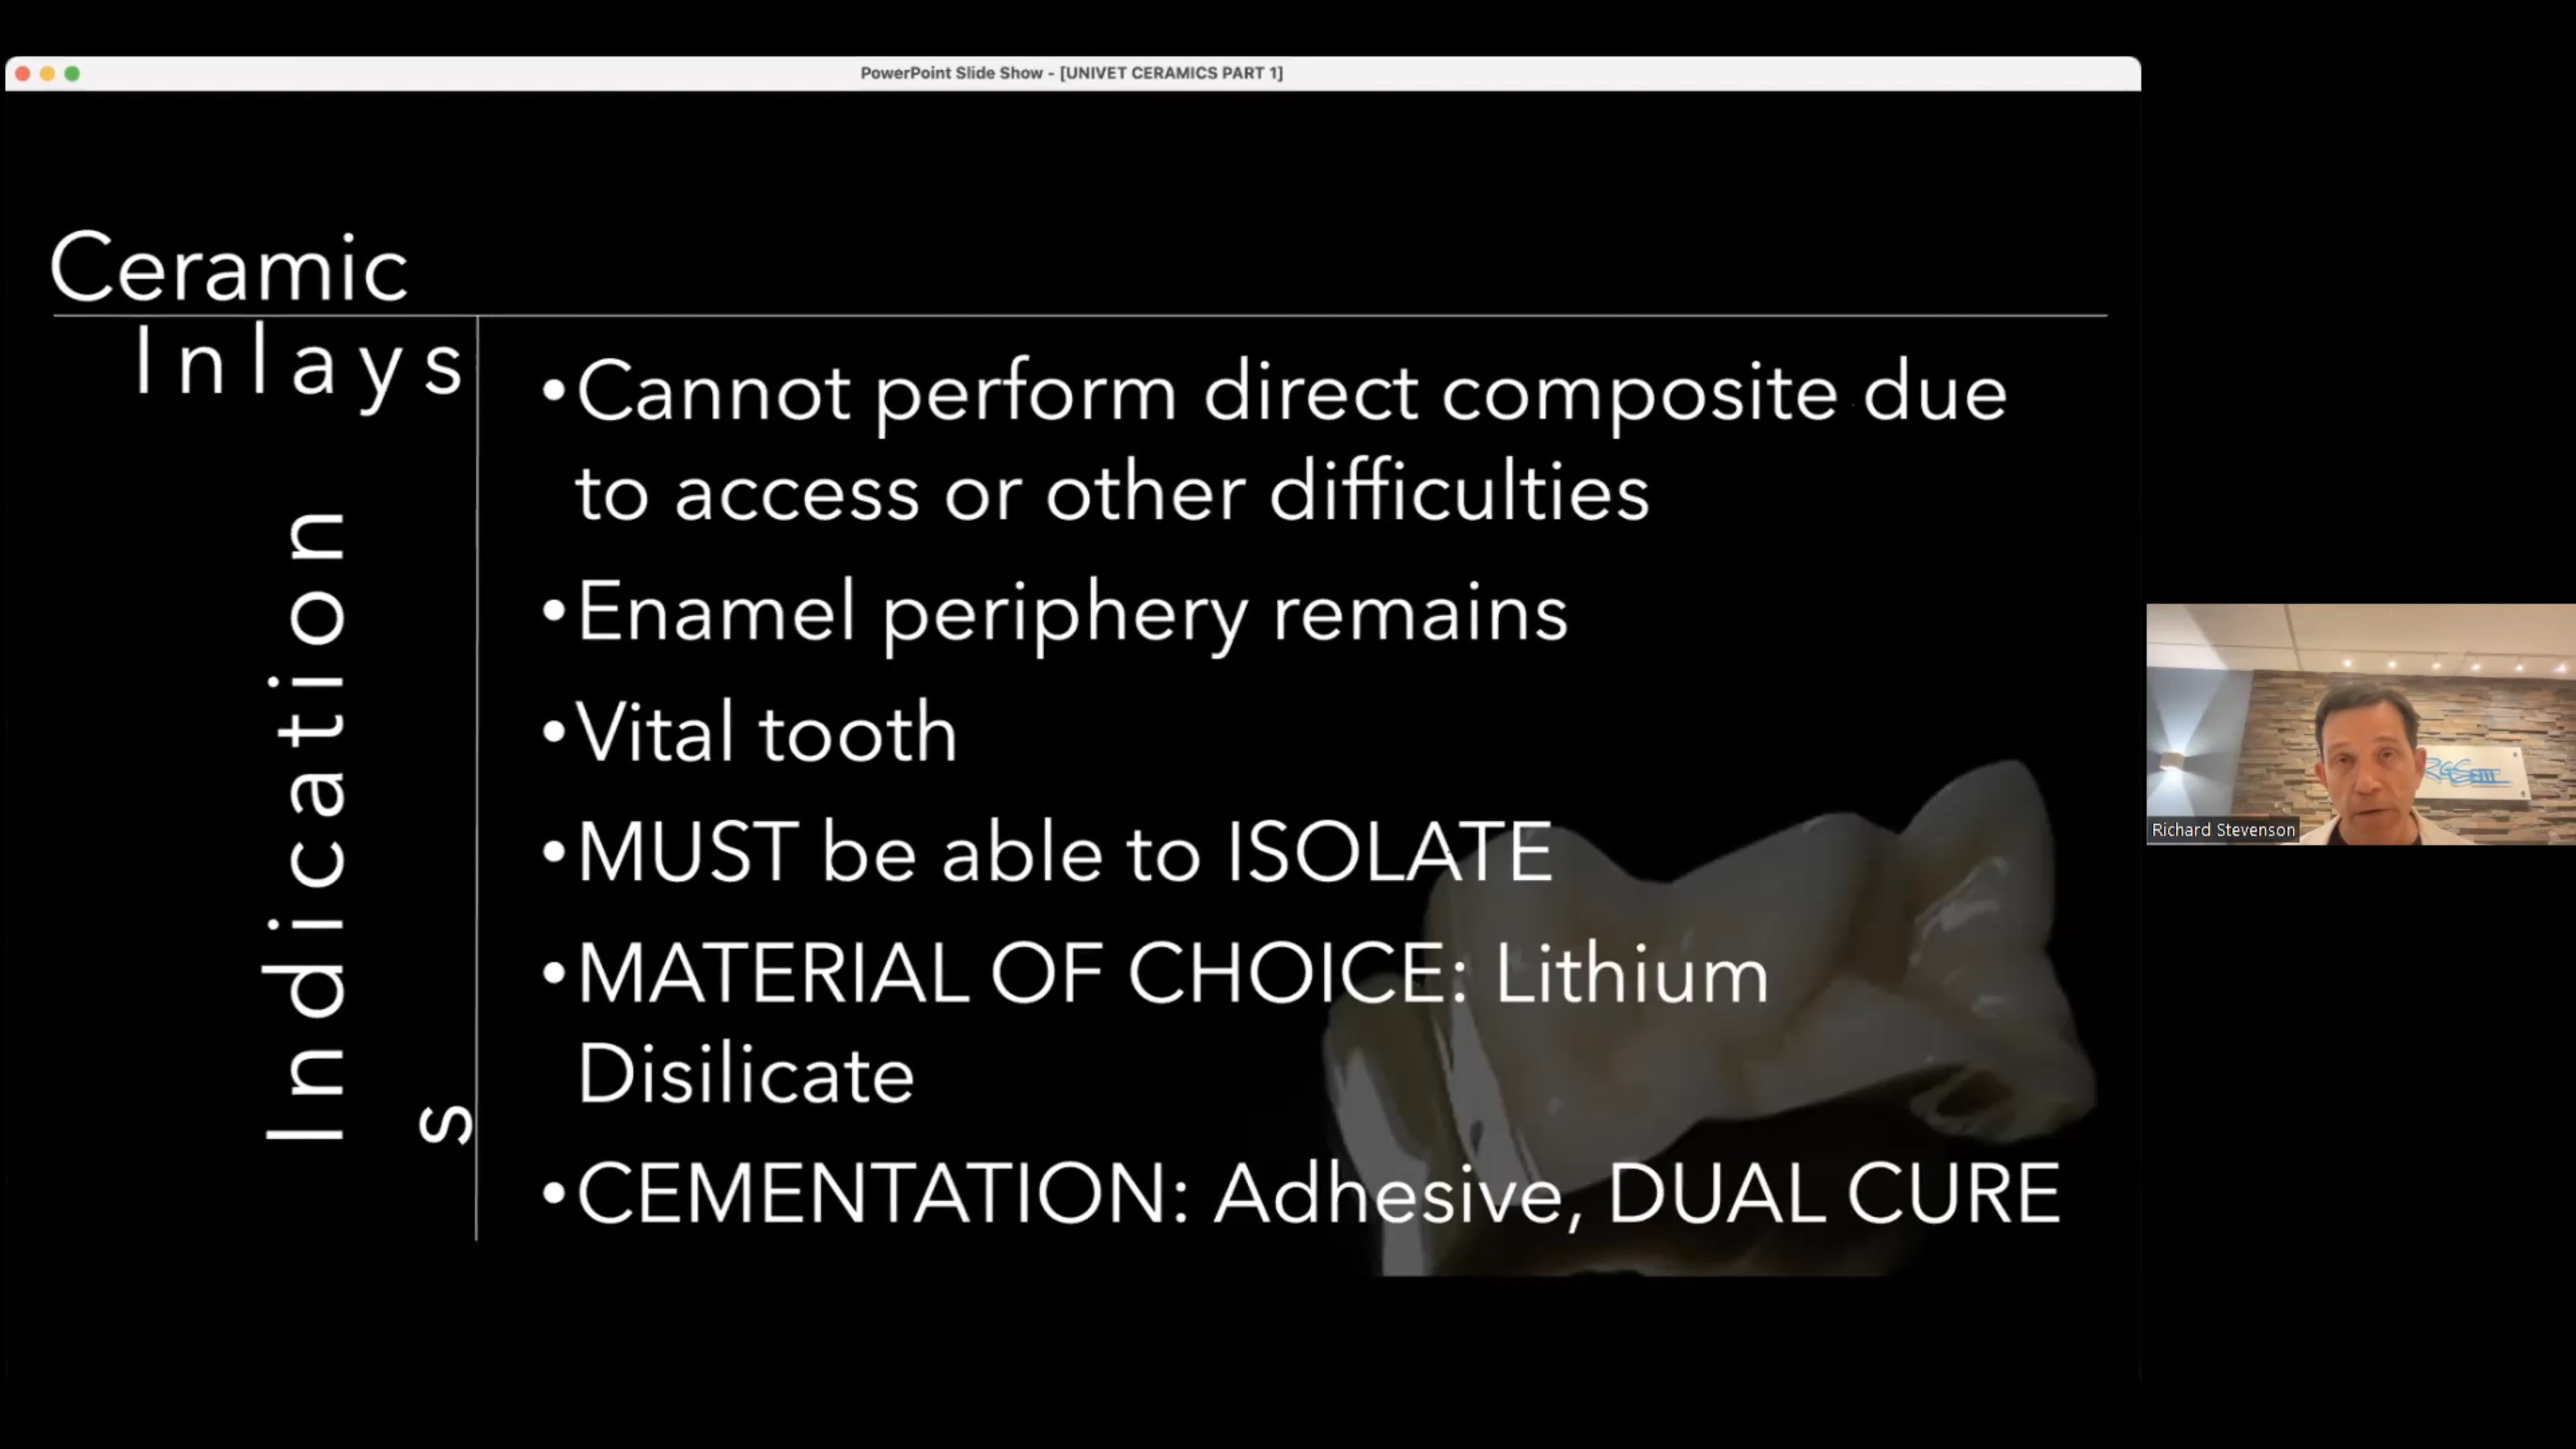 PowerPoint Slide Show - [UNIVET CERAMICS PART 1]
Ceramic
Inlays
Indication
s
•Cannot perform direct composite due
to access or other difficulties
•Enamel periphery remains
•Vital tooth
•MUST be able to ISOLATE
•MATERIAL OF CHOICE: Lithium
Disilicate
•CEMENTATION: Adhesive, DUAL CURE
Richard Stevenson